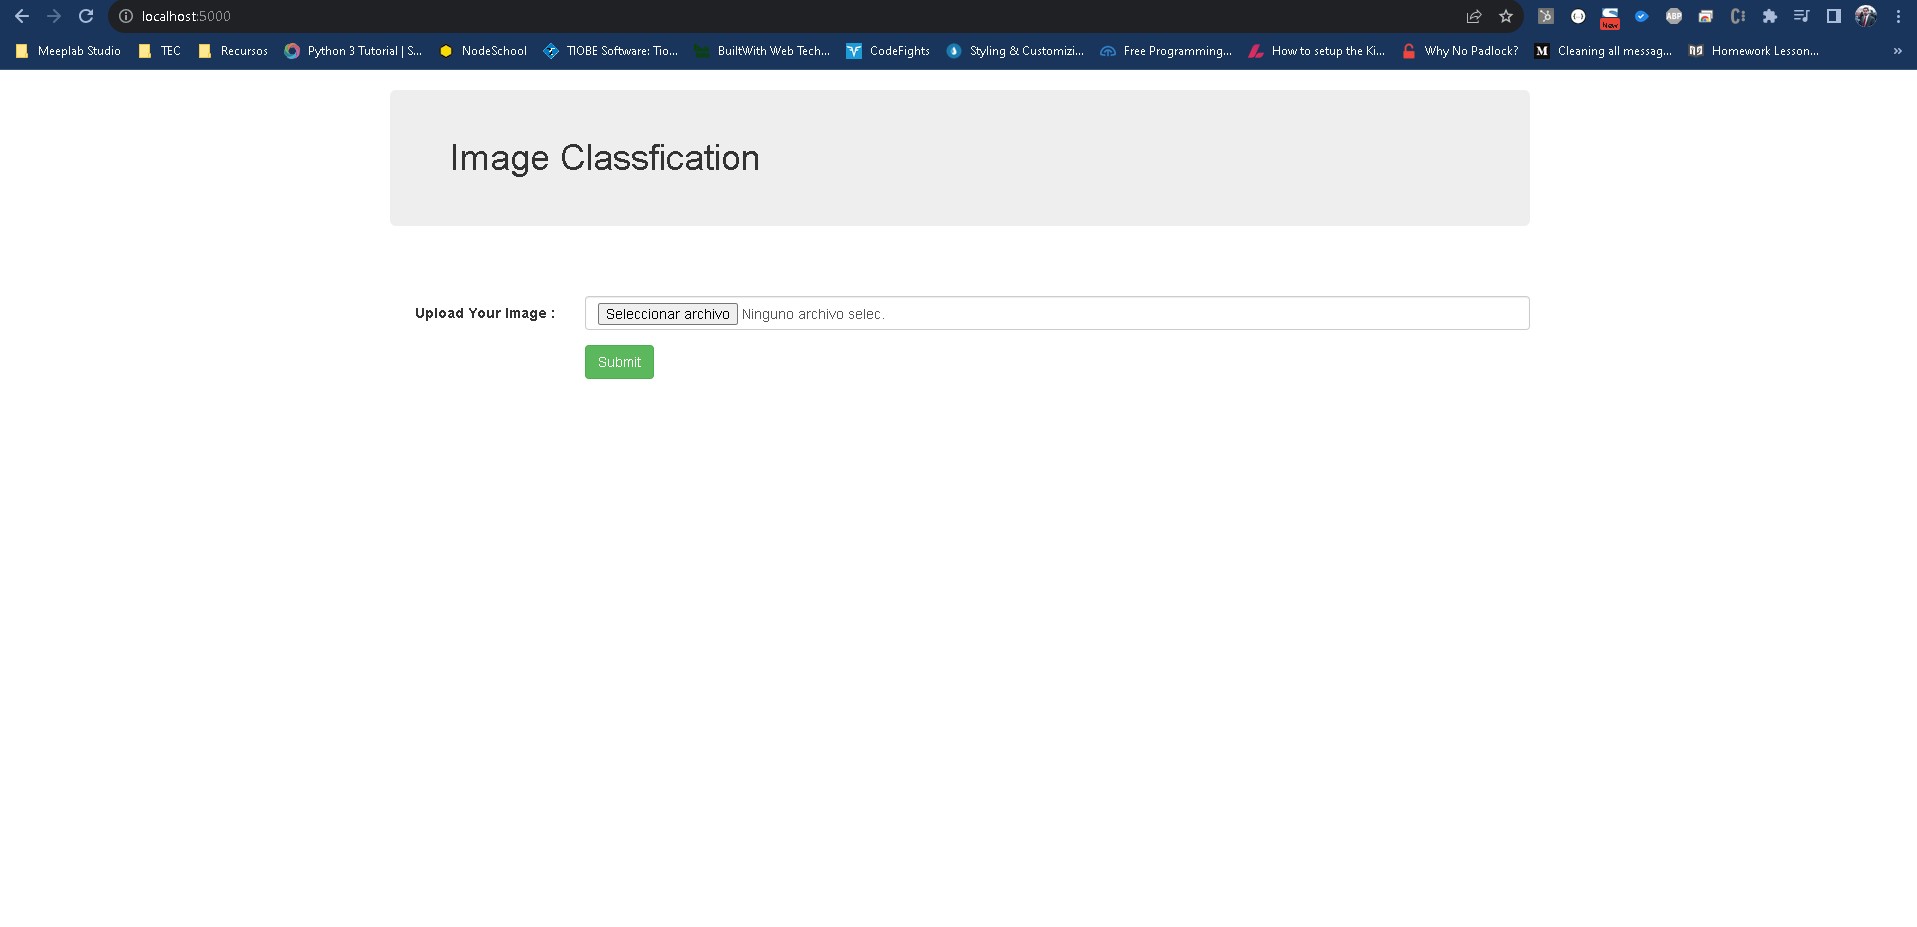 localhost:5000
New
ABP
Meeplab Studio TEC Recursos Python 3 Tutorial | S... NodeSchool TIOBE Software: Tio... BuiltWith Web Tech... CodeFights Styling & Customizi... Free Programming... How to setup the Ki... Why No Padlock? M Cleaning all messag... Homework Lesson... »
Image Classfication
Upload Your Image : Seleccionar archivo Ninguno archivo selec.
Submit